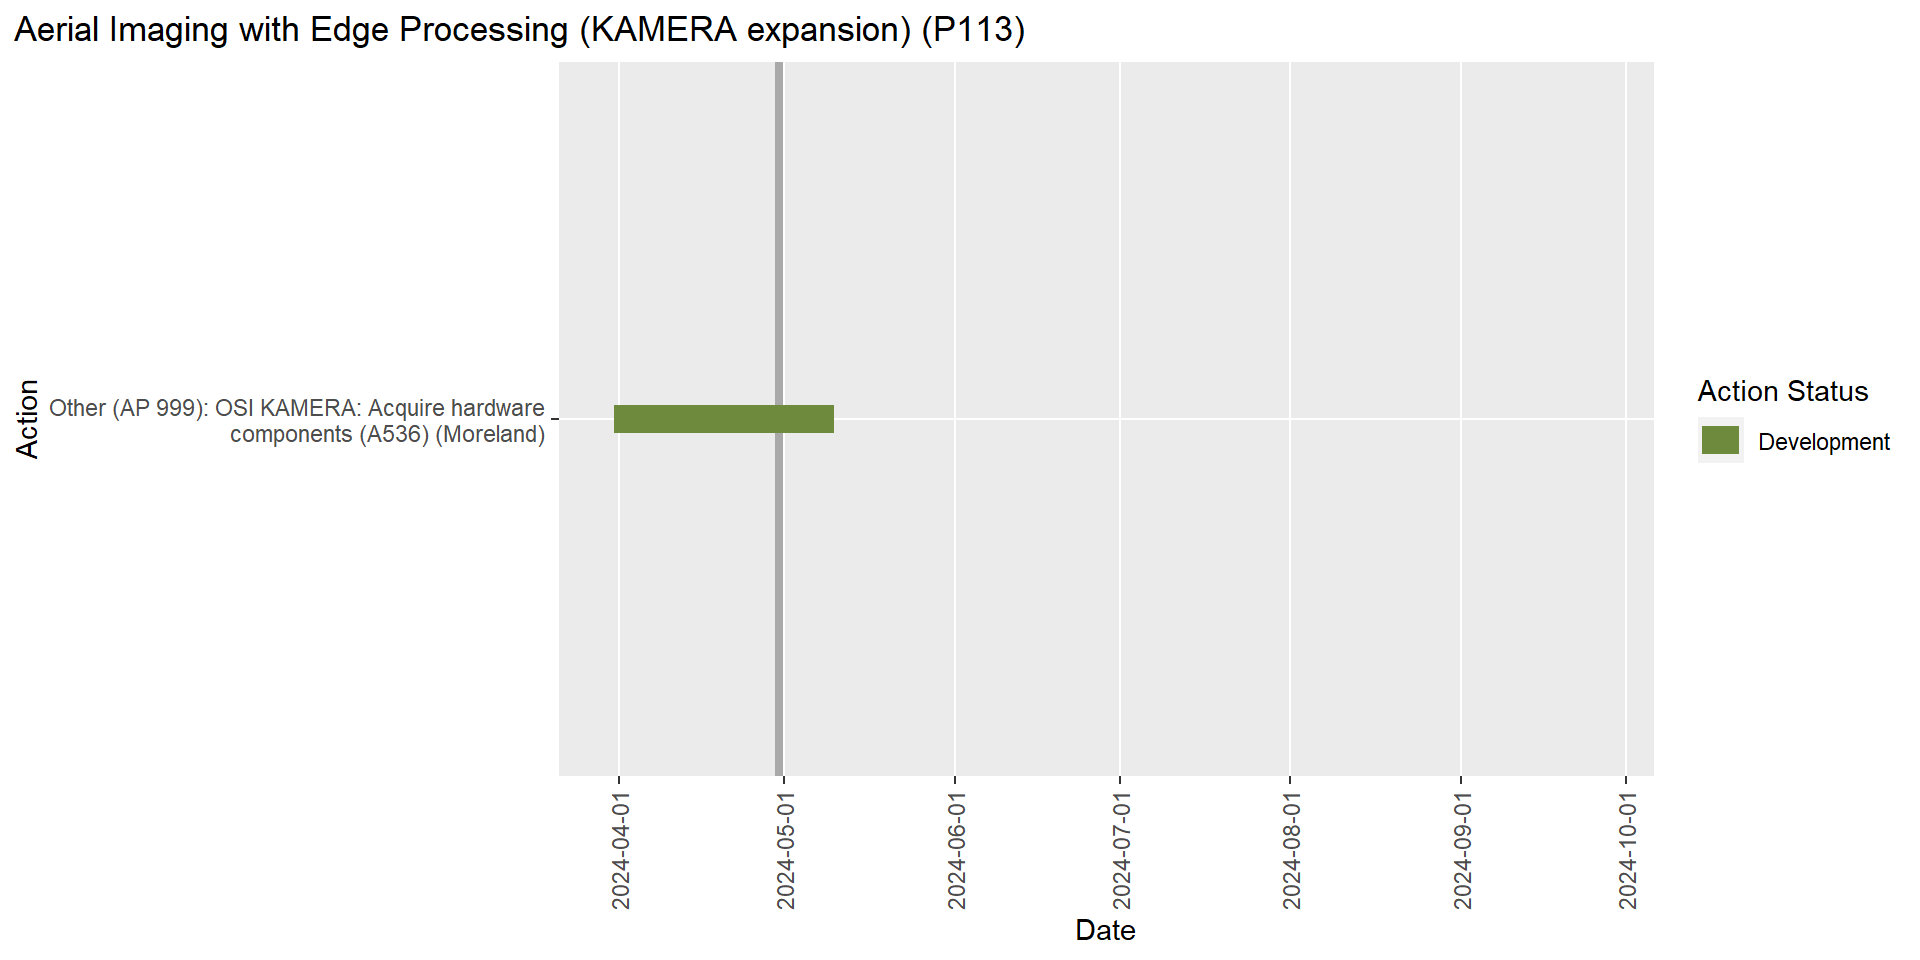 Aerial Imaging with Edge Processing (KAMERA expansion) (P113)
Action
Other (AP 999): OSI KAMERA: Acquire hardware
components (A536) (Moreland)
2024-04-01
2024-05-01
2024-06-01
2024-07-01
2024-08-01
2024-09-01
2024-10-01
Date
Action Status
Development